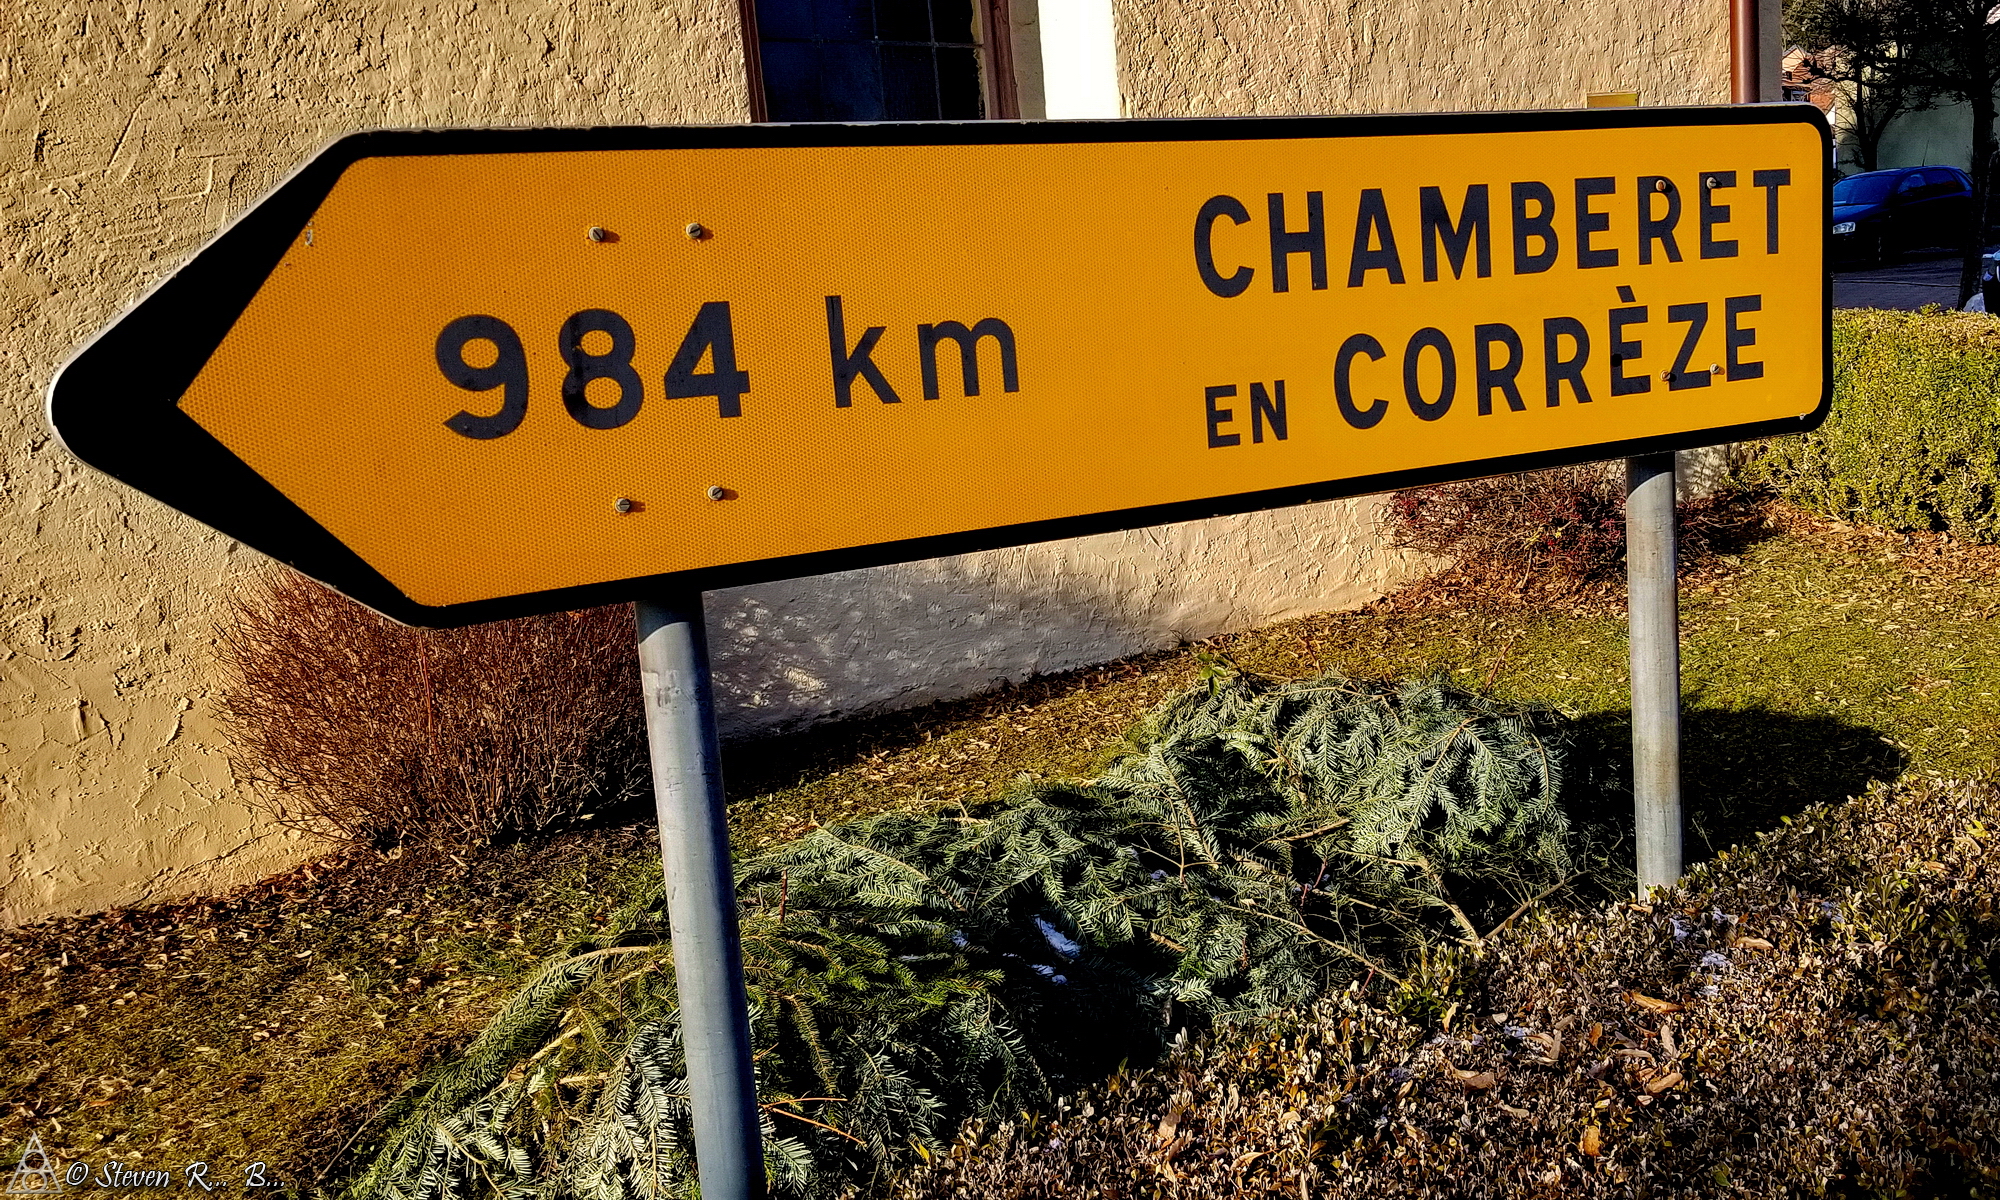 984 km
CHAMBERET
EN CORRÈZE
© Steven R... B...